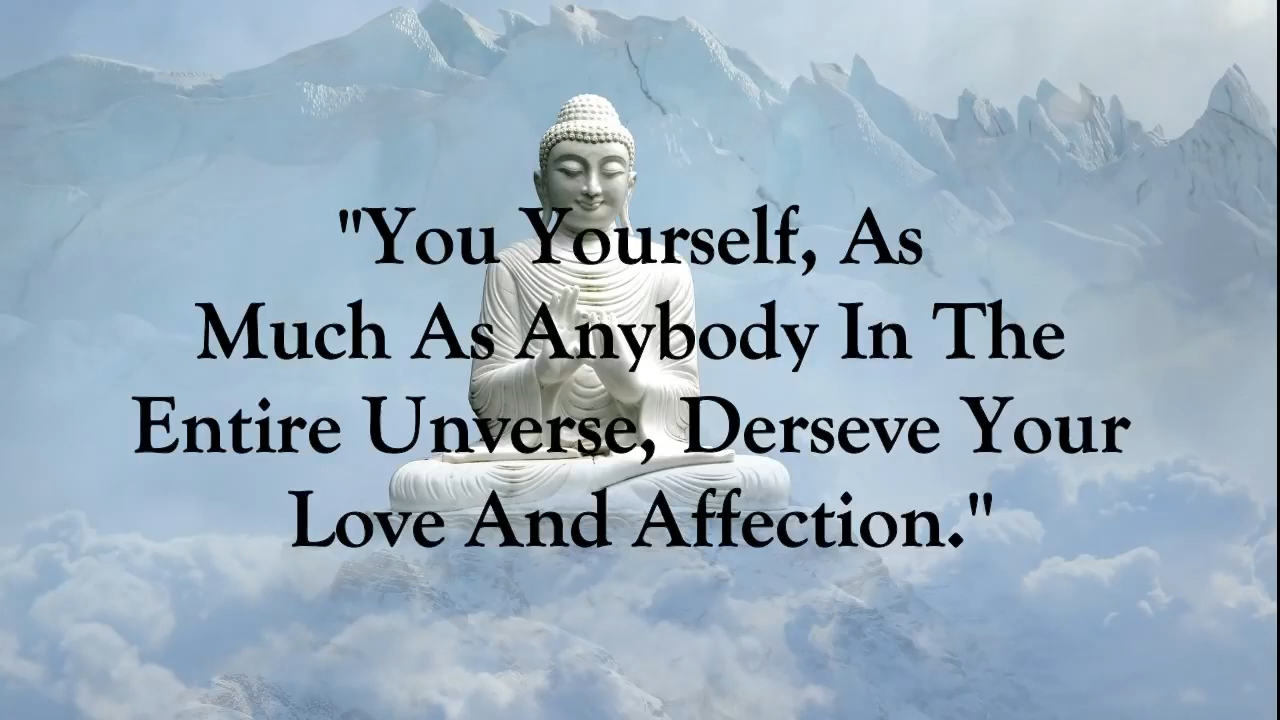 "You Yourself, As
Much As Anybody In The
Entire Unverse, Derseve Your
Love And Affection."